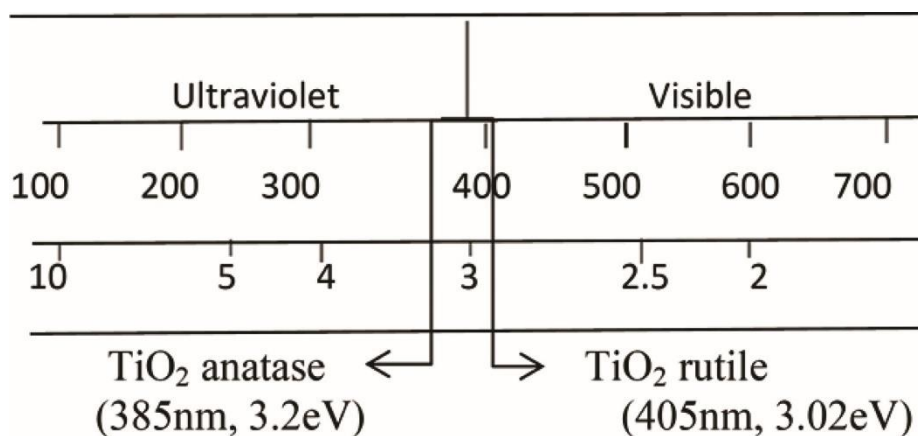 Ultraviolet Visible
100 200 300 400 500 600 700
10 5 4 3 2.5 2
TiO₂ anatase TiO₂ rutile
(385nm, 3.2eV) (405nm, 3.02eV)